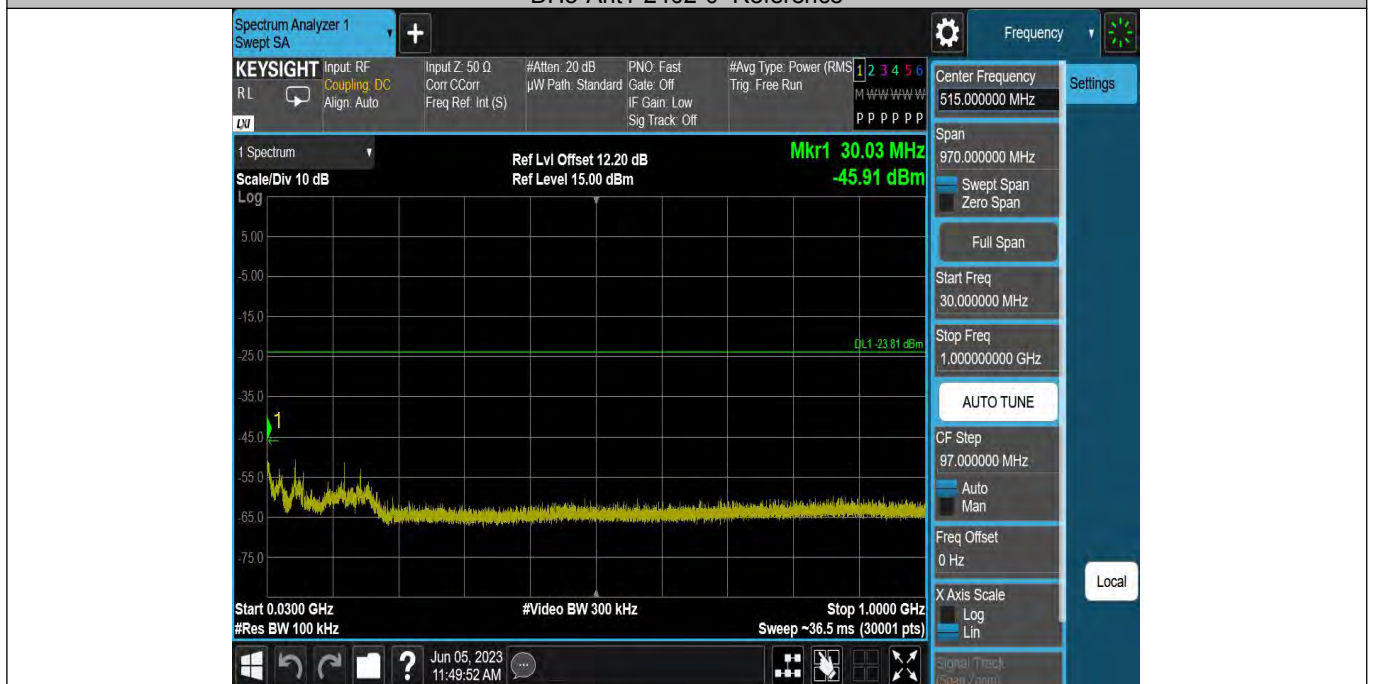 Spectrum Analyzer 1
Swept SA
Frequency
KEYSIGHT
RL
LXI
Input: RF
Coupling: DC
Align: Auto
Input Z: 50 Ω
Corr CCorr
Freq Ref: Int (S)
#Atten: 20 dB
µW Path: Standard
PNO: Fast
Gate: Off
IF Gain: Low
Sig Track: Off
#Avg Type: Power (RMS
Trig: Free Run
1 2 3 4 5 6
M W W W W W
P P P P P P
1 Spectrum
Scale/Div 10 dB
Log
Ref Lvl Offset 12.20 dB
Ref Level 15.00 dBm
Mkr1 30.03 MHz
-45.91 dBm
5.00
-5.00
-15.0
DL1 -23.81 dBm
-25.0
-35.0
1
-45.0
-55.0
-65.0
-75.0
Start 0.0300 GHz
#Res BW 100 kHz
#Video BW 300 kHz
Stop 1.0000 GHz
Sweep ~36.5 ms (30001 pts)
Jun 05, 2023
11:49:52 AM
Center Frequency
515.000000 MHz
Settings
Span
970.000000 MHz
Swept Span
Zero Span
Full Span
Start Freq
30.000000 MHz
Stop Freq
1.000000000 GHz
AUTO TUNE
CF Step
97.000000 MHz
Auto
Man
Freq Offset
0 Hz
Local
X Axis Scale
Log
Lin
Signal Track
(Span Zoom)